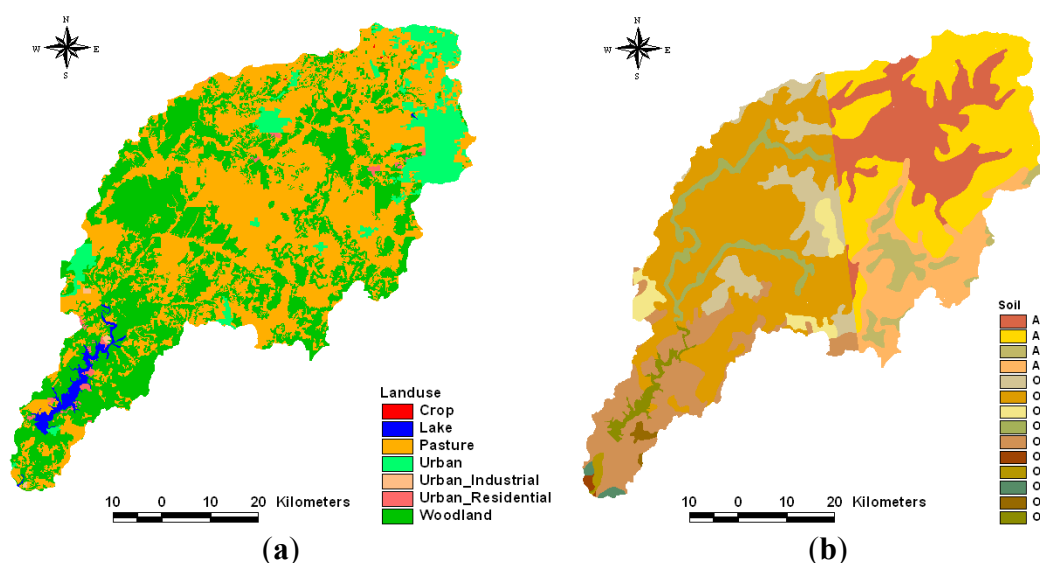 N
W E
S
Landuse
Crop
Lake
Pasture
Urban
Urban_Industrial
Urban_Residential
Woodland
10 0 10 20 Kilometers
(a)
N
W E
S
Soil
A
A
A
A
O
O
O
O
O
O
O
O
O
O
10 0 10 20 Kilometers
(b)